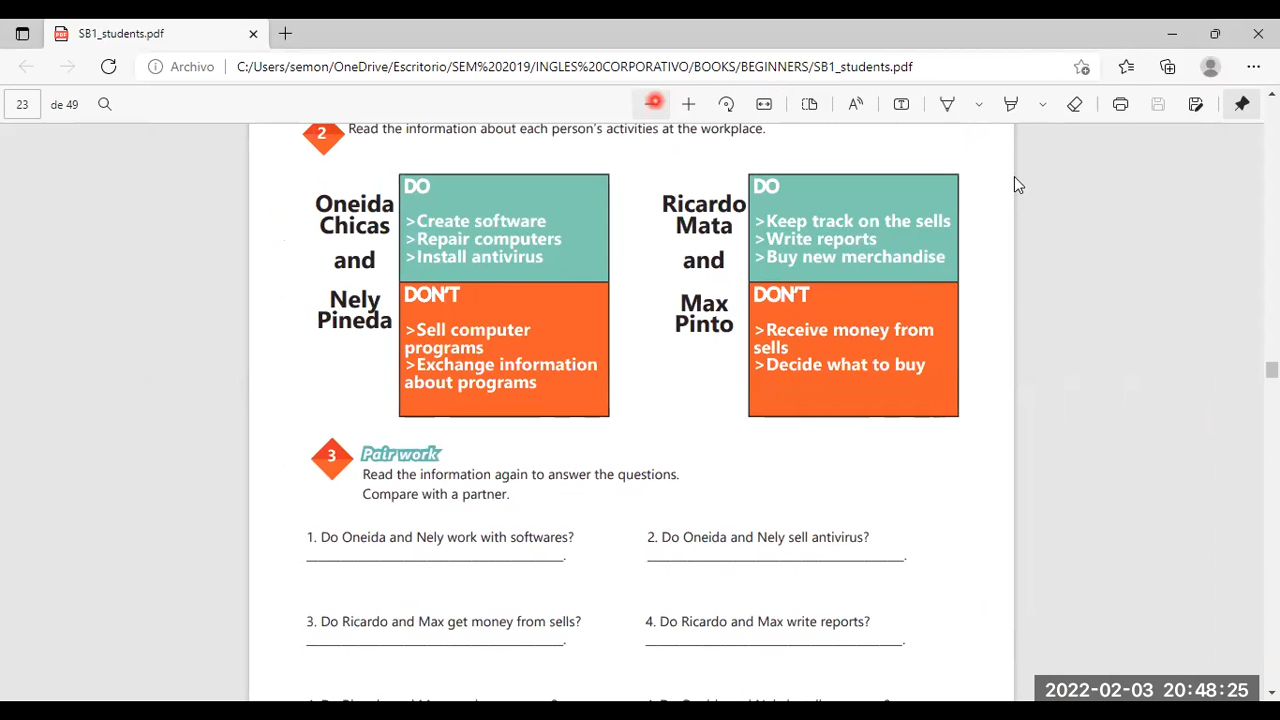 SB1_students.pdf
Archivo
C:/Users/semon/OneDrive/Escritorio/SEM%202019/INGLES%20CORPORATIVO/BOOKS/BEGINNERS/SB1_students.pdf
23 de 49
2 Read the information about each person's activities at the workplace.
Oneida
Chicas
and
Nely
Pineda
DO
>Create software
>Repair computers
>Install antivirus
DON'T
>Sell computer
programs
>Exchange information
about programs
Ricardo
Mata
and
Max
Pinto
DO
>Keep track on the sells
>Write reports
>Buy new merchandise
DON'T
>Receive money from
sells
>Decide what to buy
3 Pair work
Read the information again to answer the questions.
Compare with a partner.
1. Do Oneida and Nely work with softwares?
2. Do Oneida and Nely sell antivirus?
3. Do Ricardo and Max get money from sells?
4. Do Ricardo and Max write reports?
2022-02-03 20:48:25